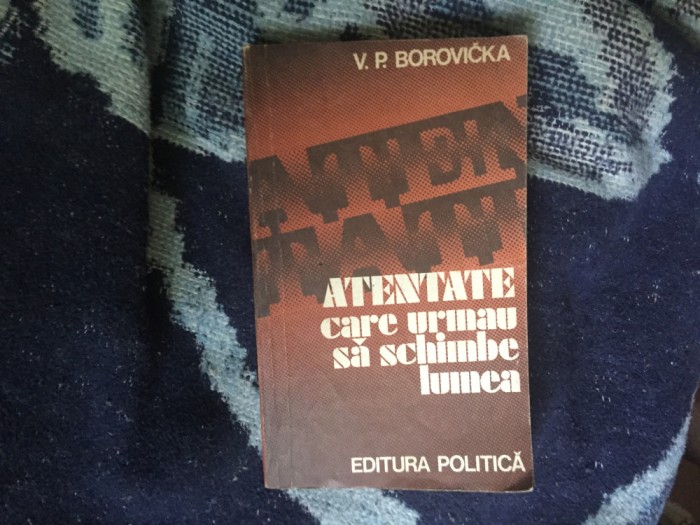 V. P. BOROVIČKA
ATENTATE
care urmau
să schimbe
lumea
EDITURA POLITICĂ